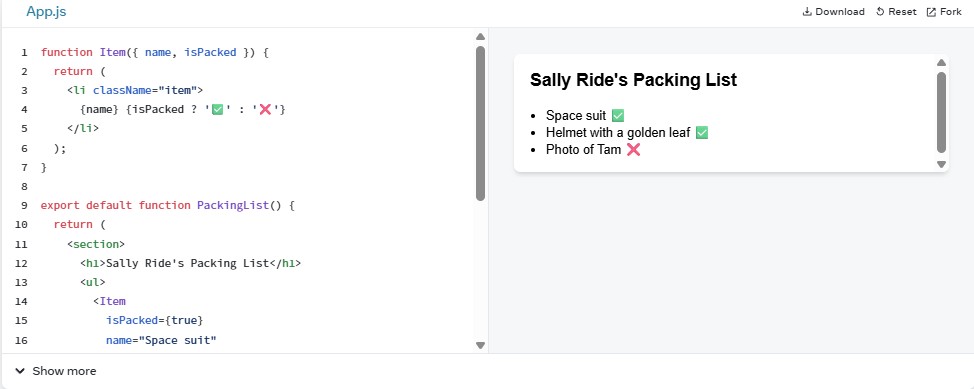 App.js
Download Reset Fork
1 function Item({ name, isPacked }) {
2   return (
3     <li className="item">
4       {name} {isPacked ? '✅' : '❌'}
5     </li>
6   );
7 }
8
9 export default function PackingList() {
10   return (
11     <section>
12       <h1>Sally Ride's Packing List</h1>
13       <ul>
14         <Item
15           isPacked={true}
16           name="Space suit"
Show more
Sally Ride's Packing List
• Space suit ✅
• Helmet with a golden leaf ✅
• Photo of Tam ❌